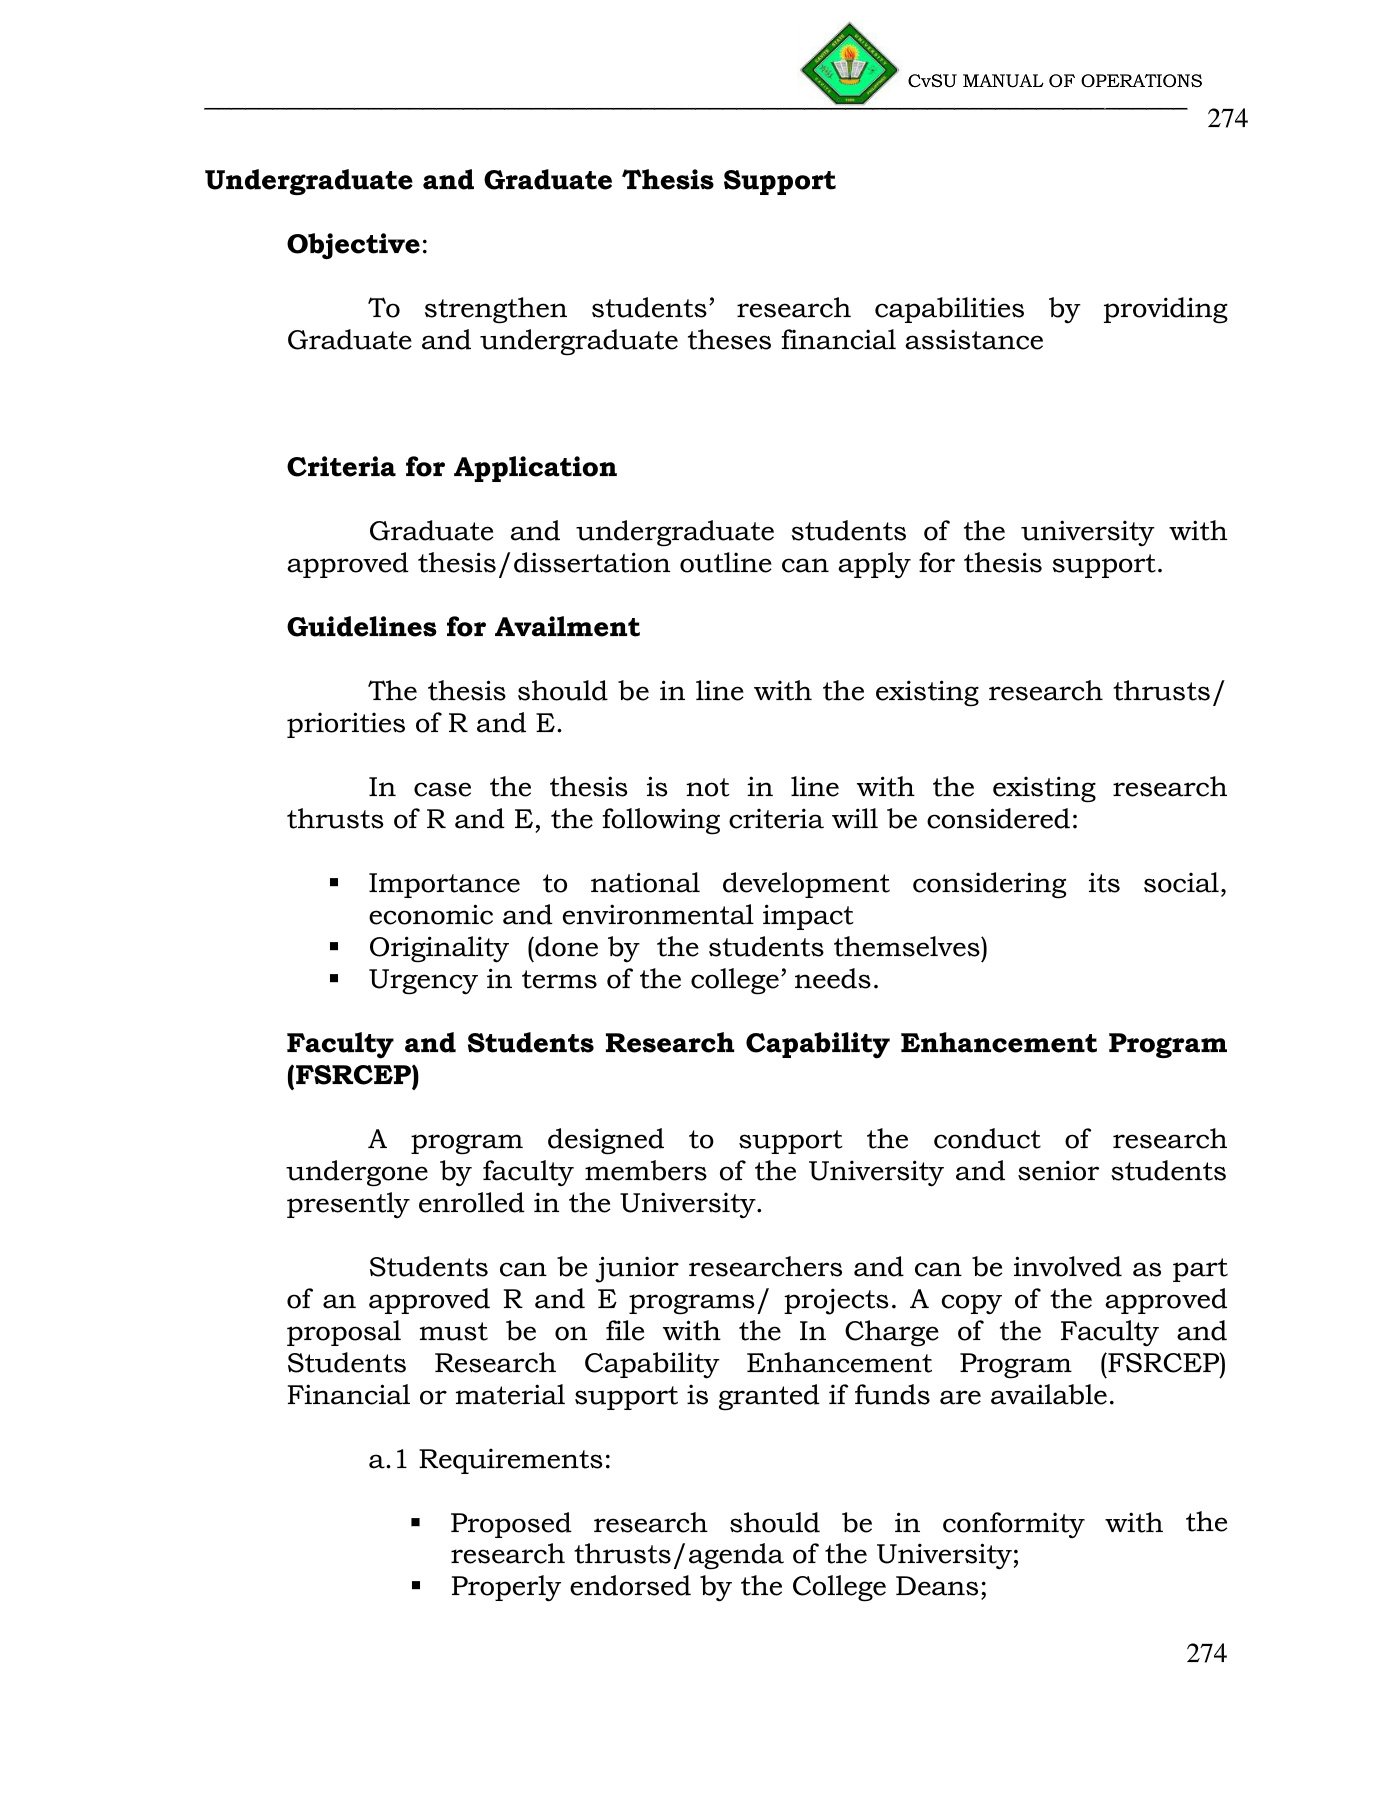 CvSU MANUAL OF OPERATIONS
274
Undergraduate and Graduate Thesis Support
Objective:
To strengthen students’ research capabilities by providing
Graduate and undergraduate theses financial assistance
Criteria for Application
Graduate and undergraduate students of the university with
approved thesis/dissertation outline can apply for thesis support.
Guidelines for Availment
The thesis should be in line with the existing research thrusts/
priorities of R and E.
In case the thesis is not in line with the existing research
thrusts of R and E, the following criteria will be considered:
▪ Importance to national development considering its social,
economic and environmental impact
▪ Originality (done by the students themselves)
▪ Urgency in terms of the college’ needs.
Faculty and Students Research Capability Enhancement Program
(FSRCEP)
A program designed to support the conduct of research
undergone by faculty members of the University and senior students
presently enrolled in the University.
Students can be junior researchers and can be involved as part
of an approved R and E programs/ projects. A copy of the approved
proposal must be on file with the In Charge of the Faculty and
Students Research Capability Enhancement Program (FSRCEP)
Financial or material support is granted if funds are available.
a.1 Requirements:
▪ Proposed research should be in conformity with the
research thrusts/agenda of the University;
▪ Properly endorsed by the College Deans;
274